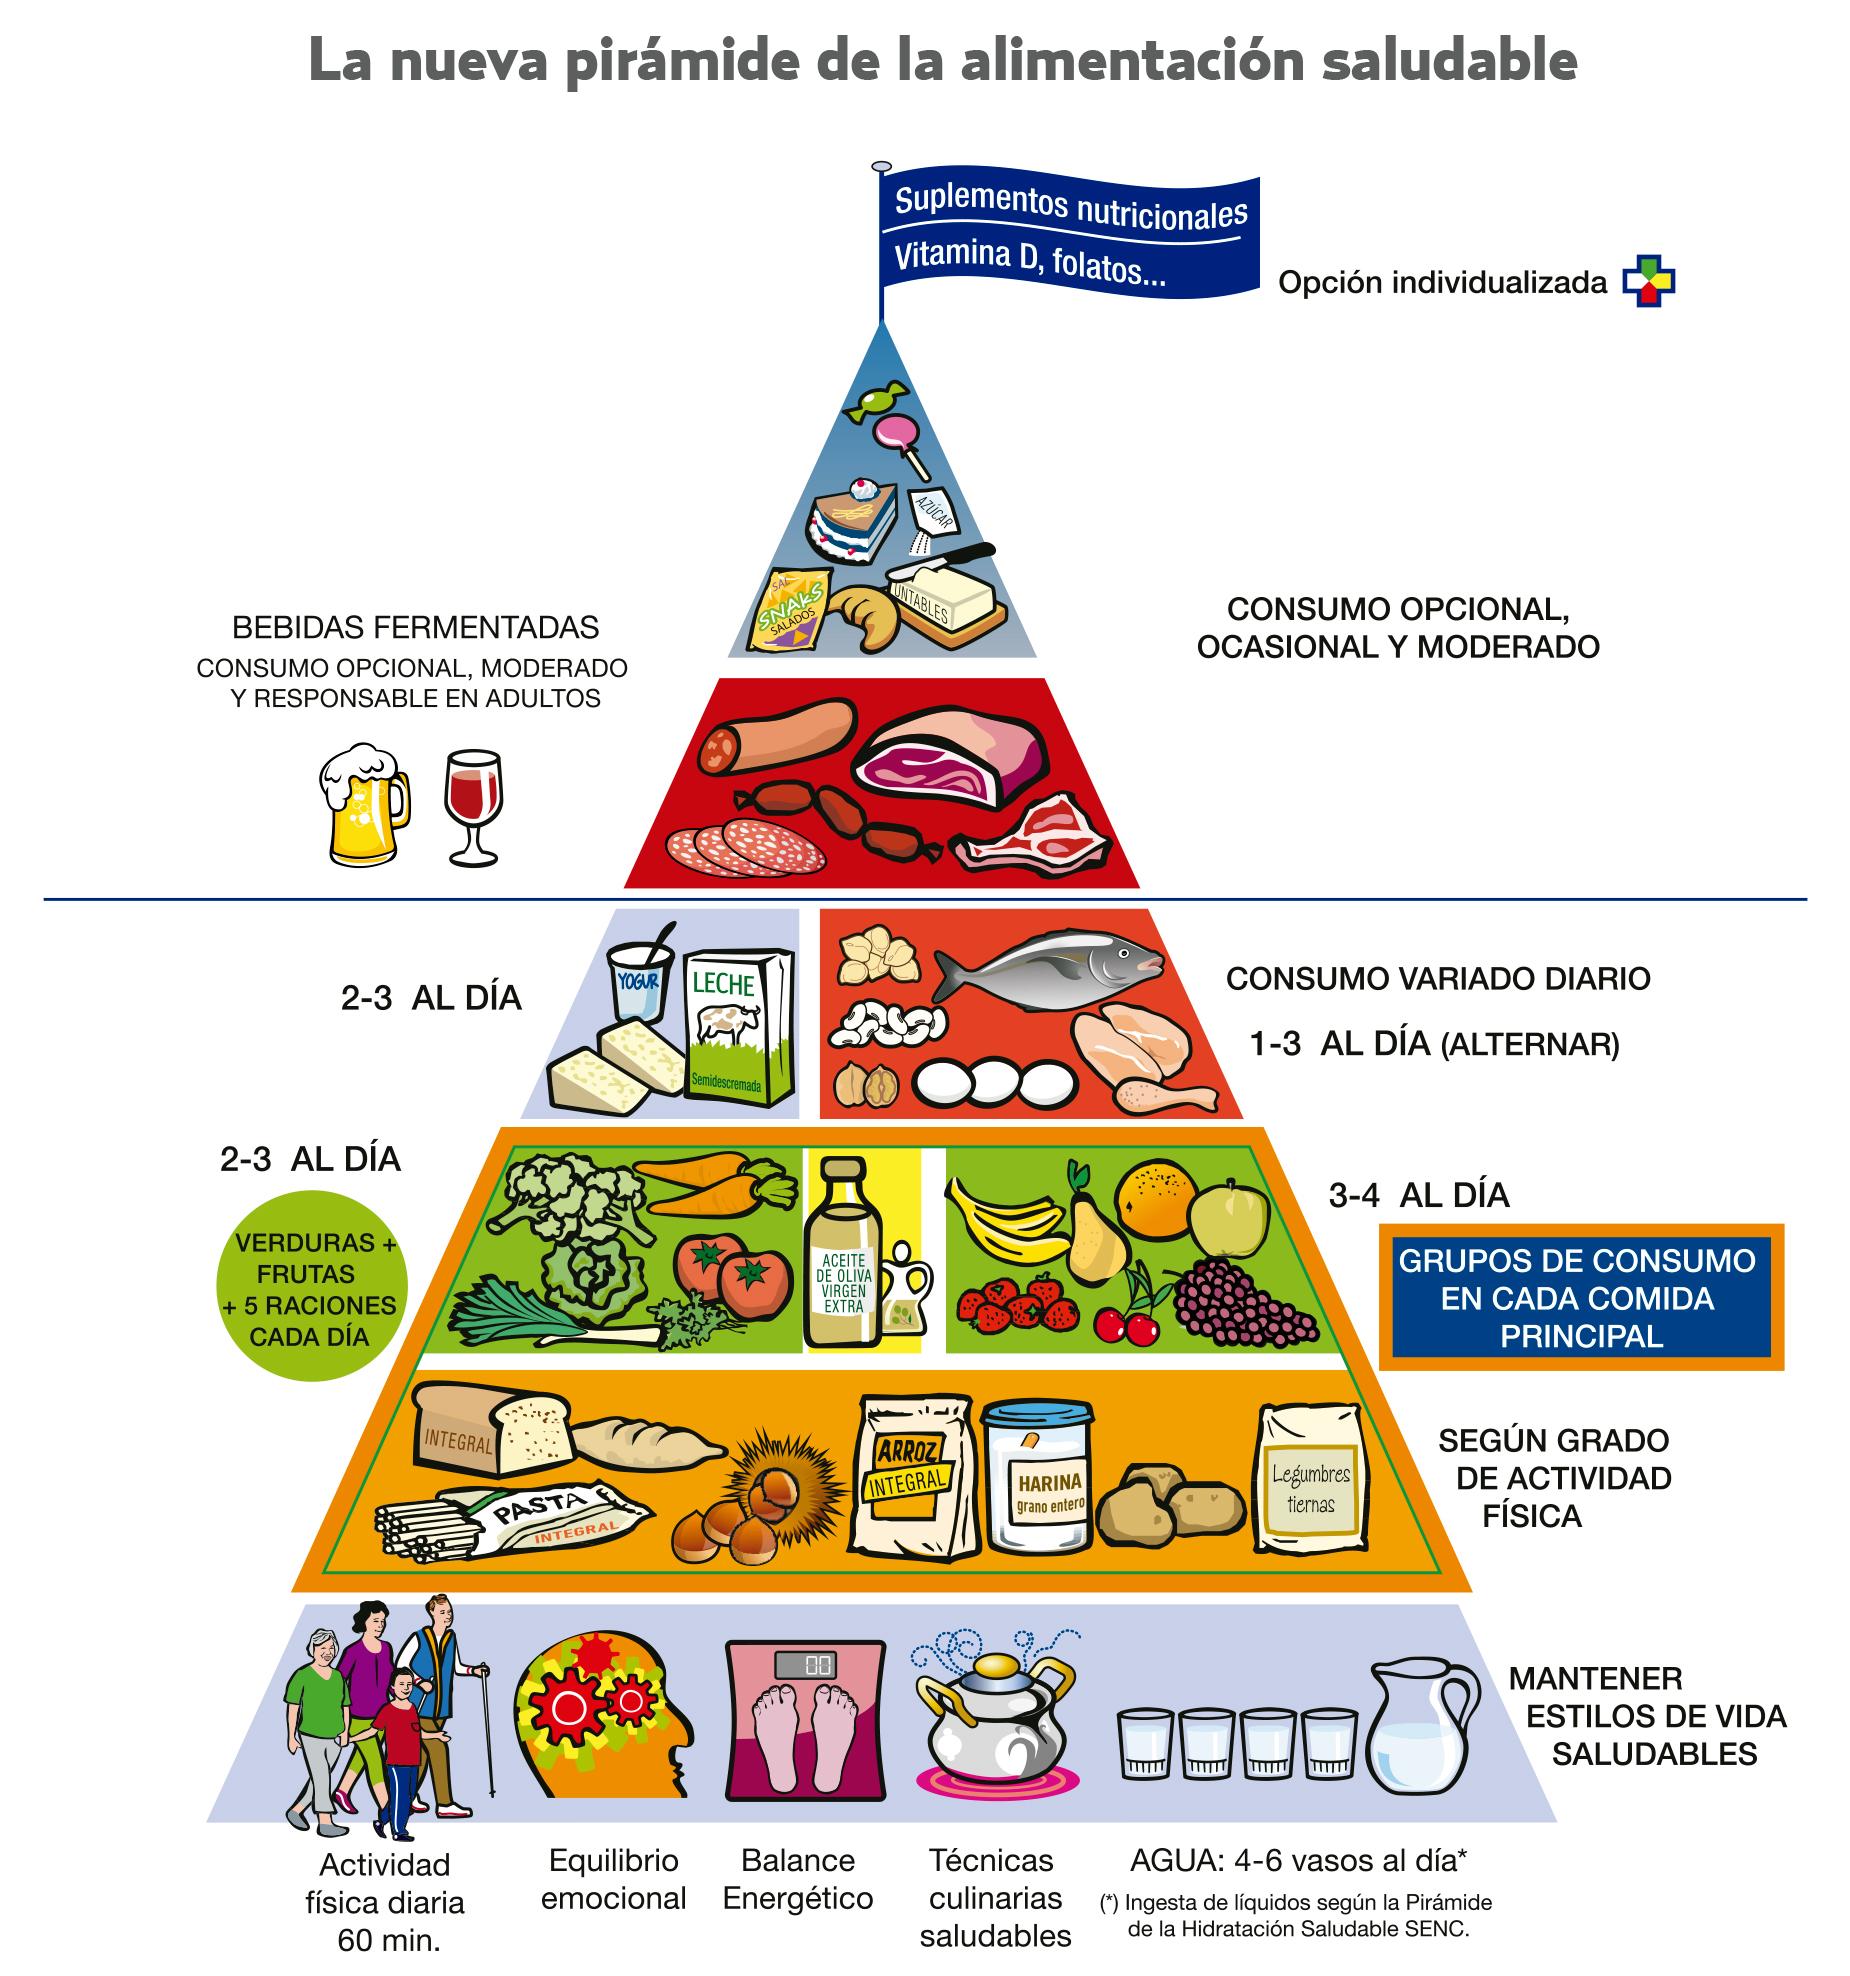 La nueva pirámide de la alimentación saludable
Suplementos nutricionales
Vitamina D, folatos...
Opción individualizada
AZÚCAR
SAL
SNAKS
SALADOS
UNTABLES
BEBIDAS FERMENTADAS
CONSUMO OPCIONAL, MODERADO
Y RESPONSABLE EN ADULTOS
CONSUMO OPCIONAL,
OCASIONAL Y MODERADO
2-3 AL DÍA
YOGUR
LECHE
Semidescremada
CONSUMO VARIADO DIARIO
1-3 AL DÍA (ALTERNAR)
2-3 AL DÍA
VERDURAS +
FRUTAS
+ 5 RACIONES
CADA DÍA
ACEITE
DE OLIVA
VIRGEN
EXTRA
3-4 AL DÍA
GRUPOS DE CONSUMO
EN CADA COMIDA
PRINCIPAL
INTEGRAL
PASTA
INTEGRAL
ARROZ
INTEGRAL
HARINA
grano entero
Legumbres
tiernas
SEGÚN GRADO
DE ACTIVIDAD
FÍSICA
00
MANTENER
ESTILOS DE VIDA
SALUDABLES
Actividad
física diaria
60 min.
Equilibrio
emocional
Balance
Energético
Técnicas
culinarias
saludables
AGUA: 4-6 vasos al día*
(*) Ingesta de líquidos según la Pirámide
de la Hidratación Saludable SENC.